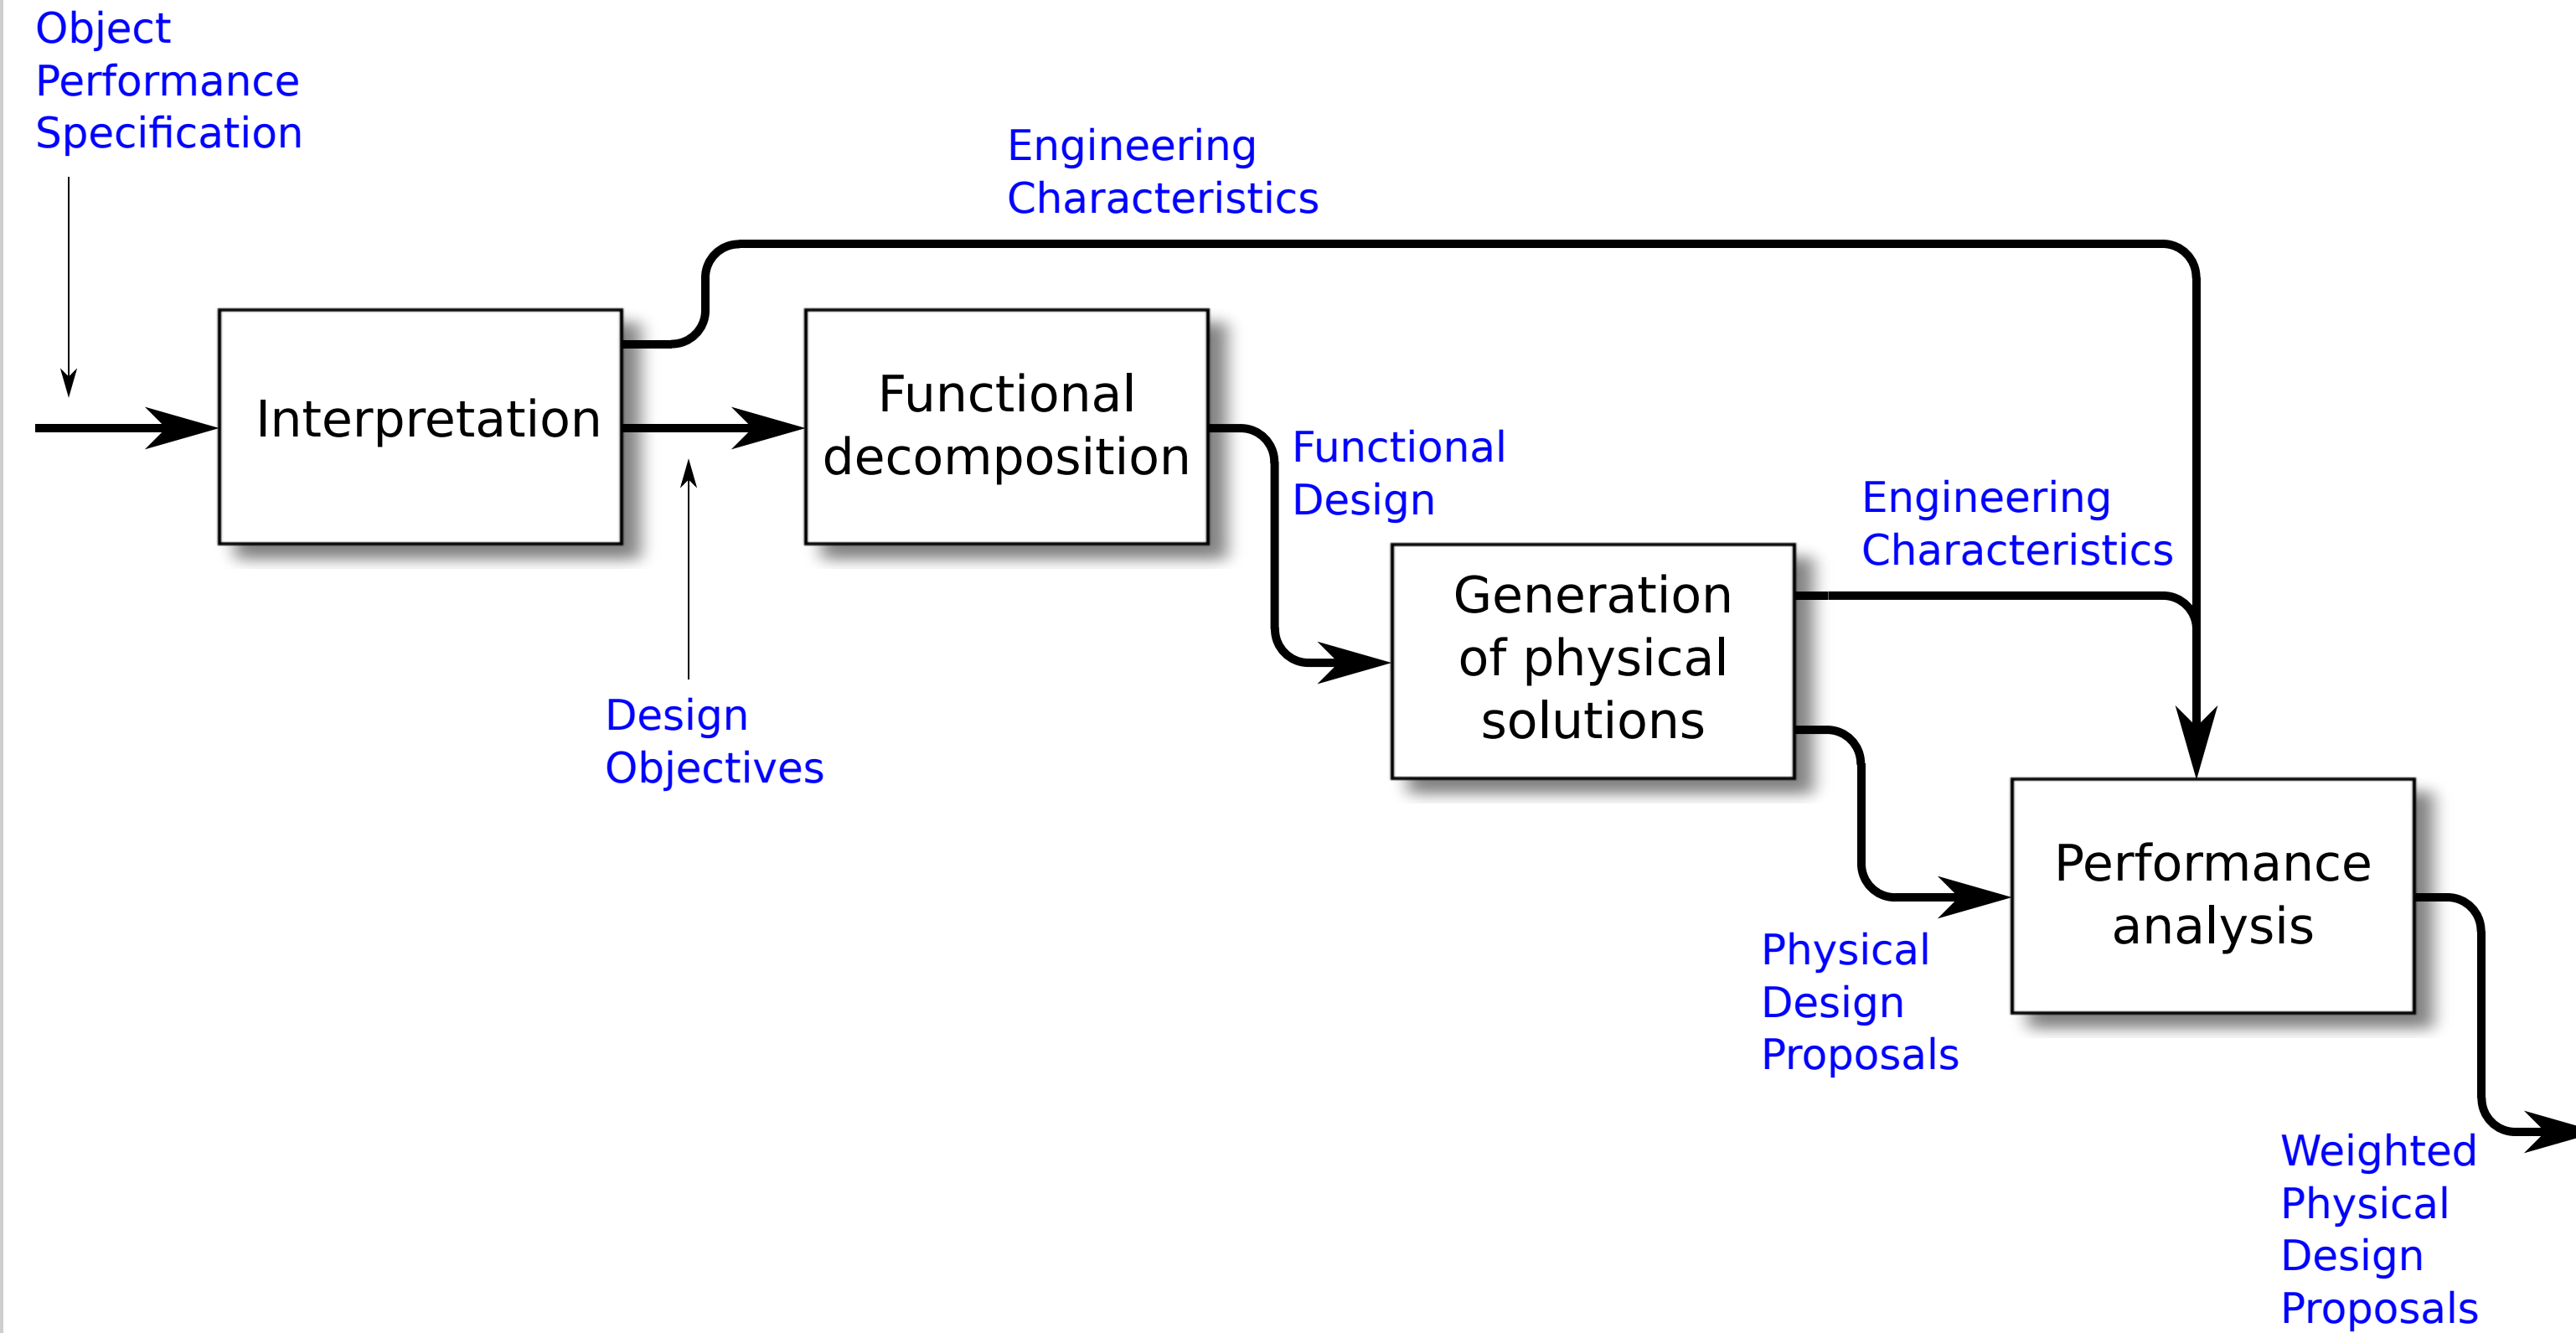 Object
Performance
Specification
Engineering
Characteristics
Interpretation
Functional
decomposition
Functional
Design
Engineering
Characteristics
Generation
of physical
solutions
Design
Objectives
Performance
analysis
Physical
Design
Proposals
Weighted
Physical
Design
Proposals